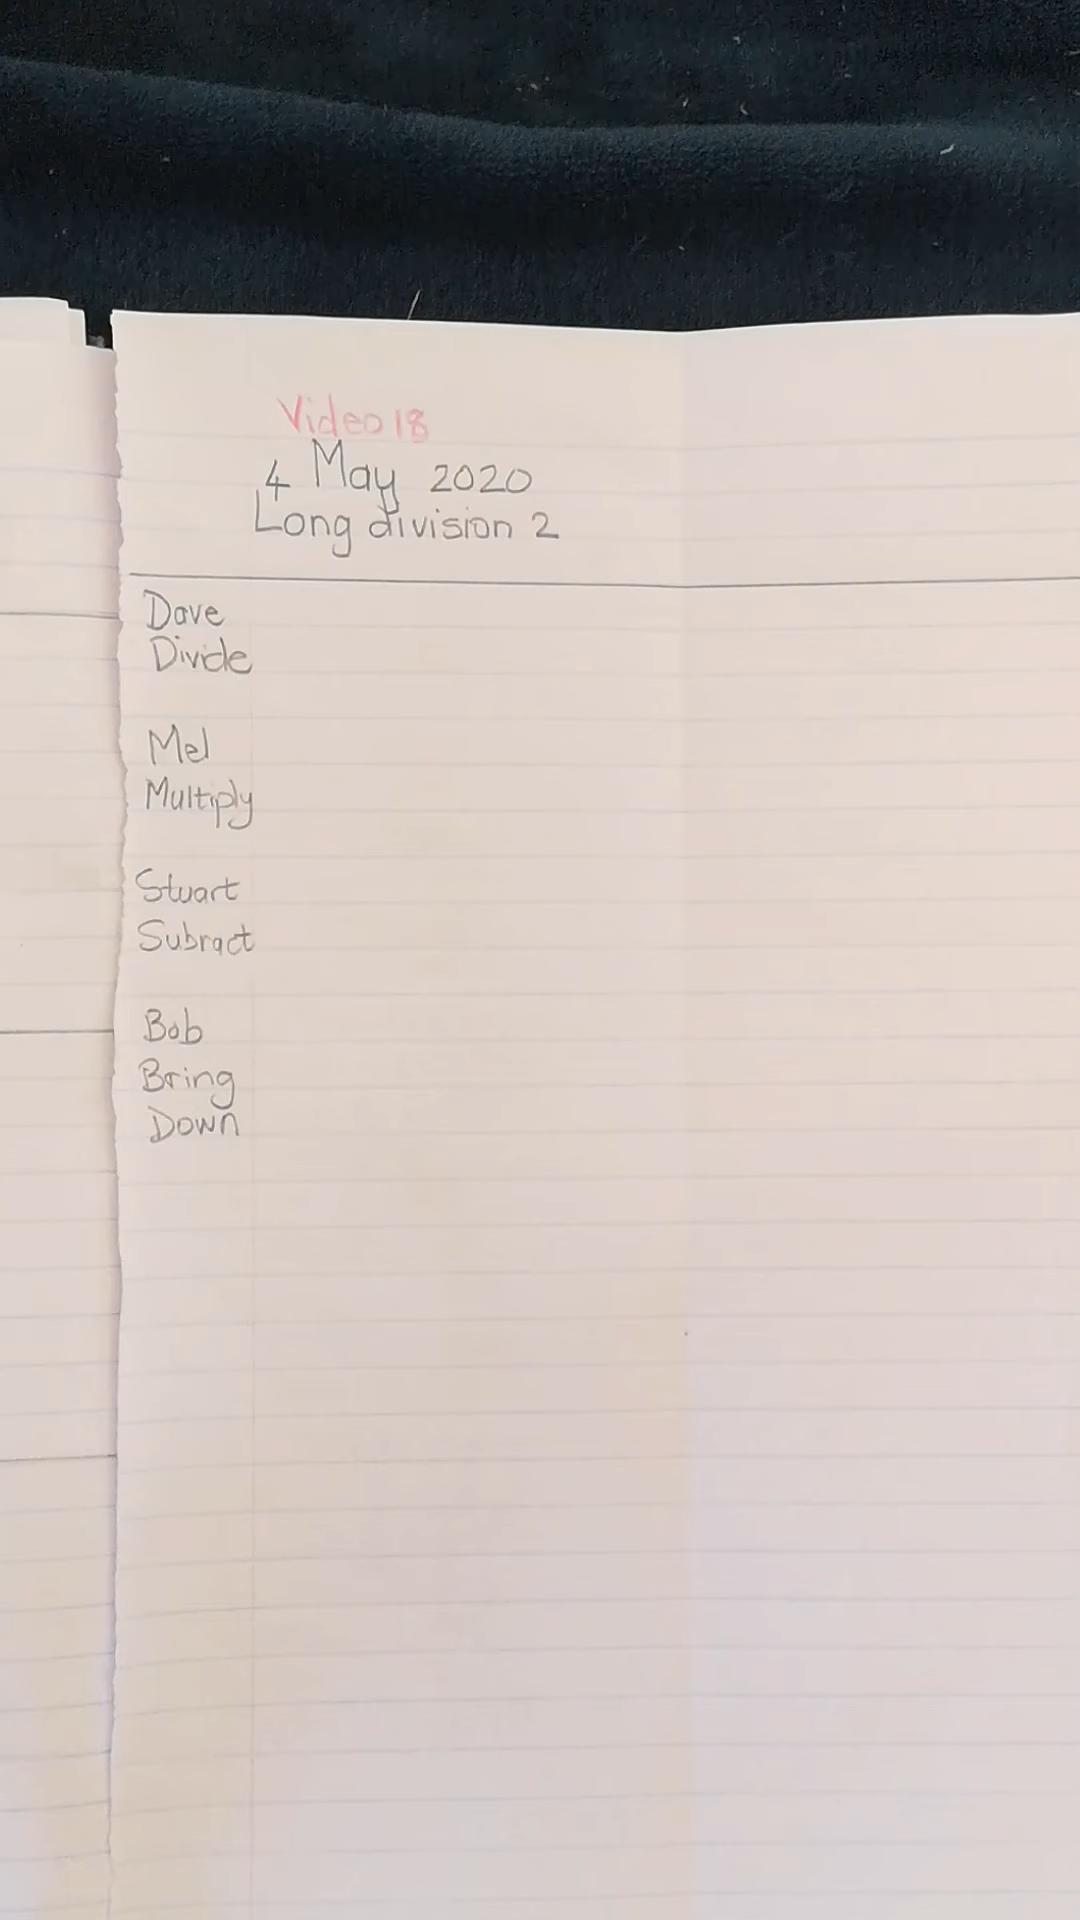 Video 18
4 May 2020
Long division 2
Dave
Divide
Mel
Multiply
Stuart
Subract
Bob
Bring
Down